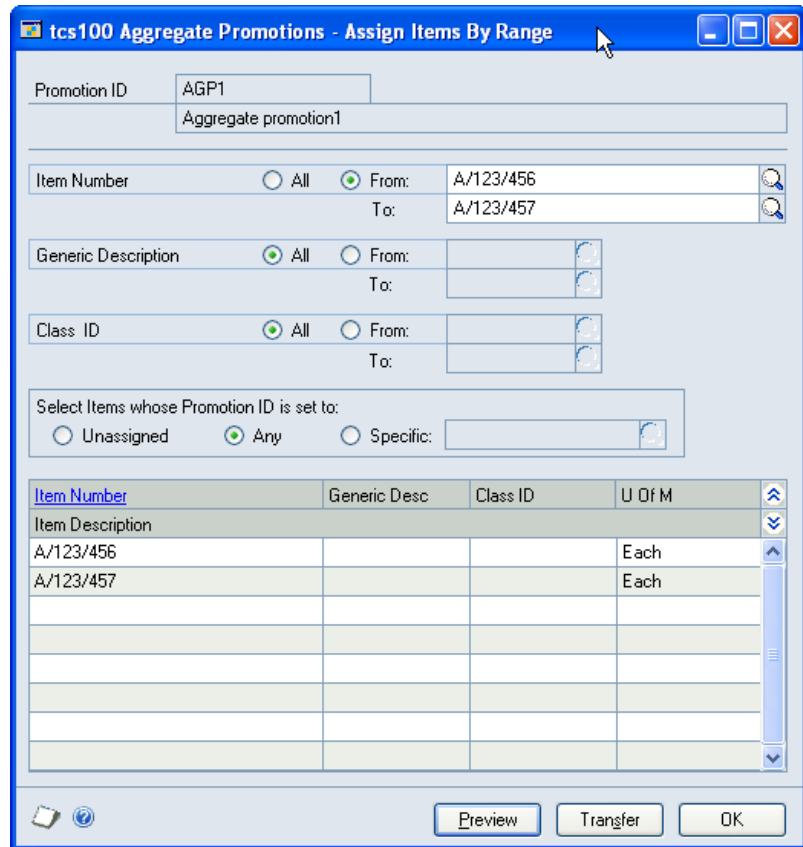 tcs100 Aggregate Promotions - Assign Items By Range
Promotion ID AGP1
Aggregate promotion1
Item Number All From: A/123/456
To: A/123/457
Generic Description All From:
To:
Class ID All From:
To:
Select Items whose Promotion ID is set to:
Unassigned Any Specific:
Item Number Generic Desc Class ID U Of M
Item Description
A/123/456 Each
A/123/457 Each
Preview Transfer OK